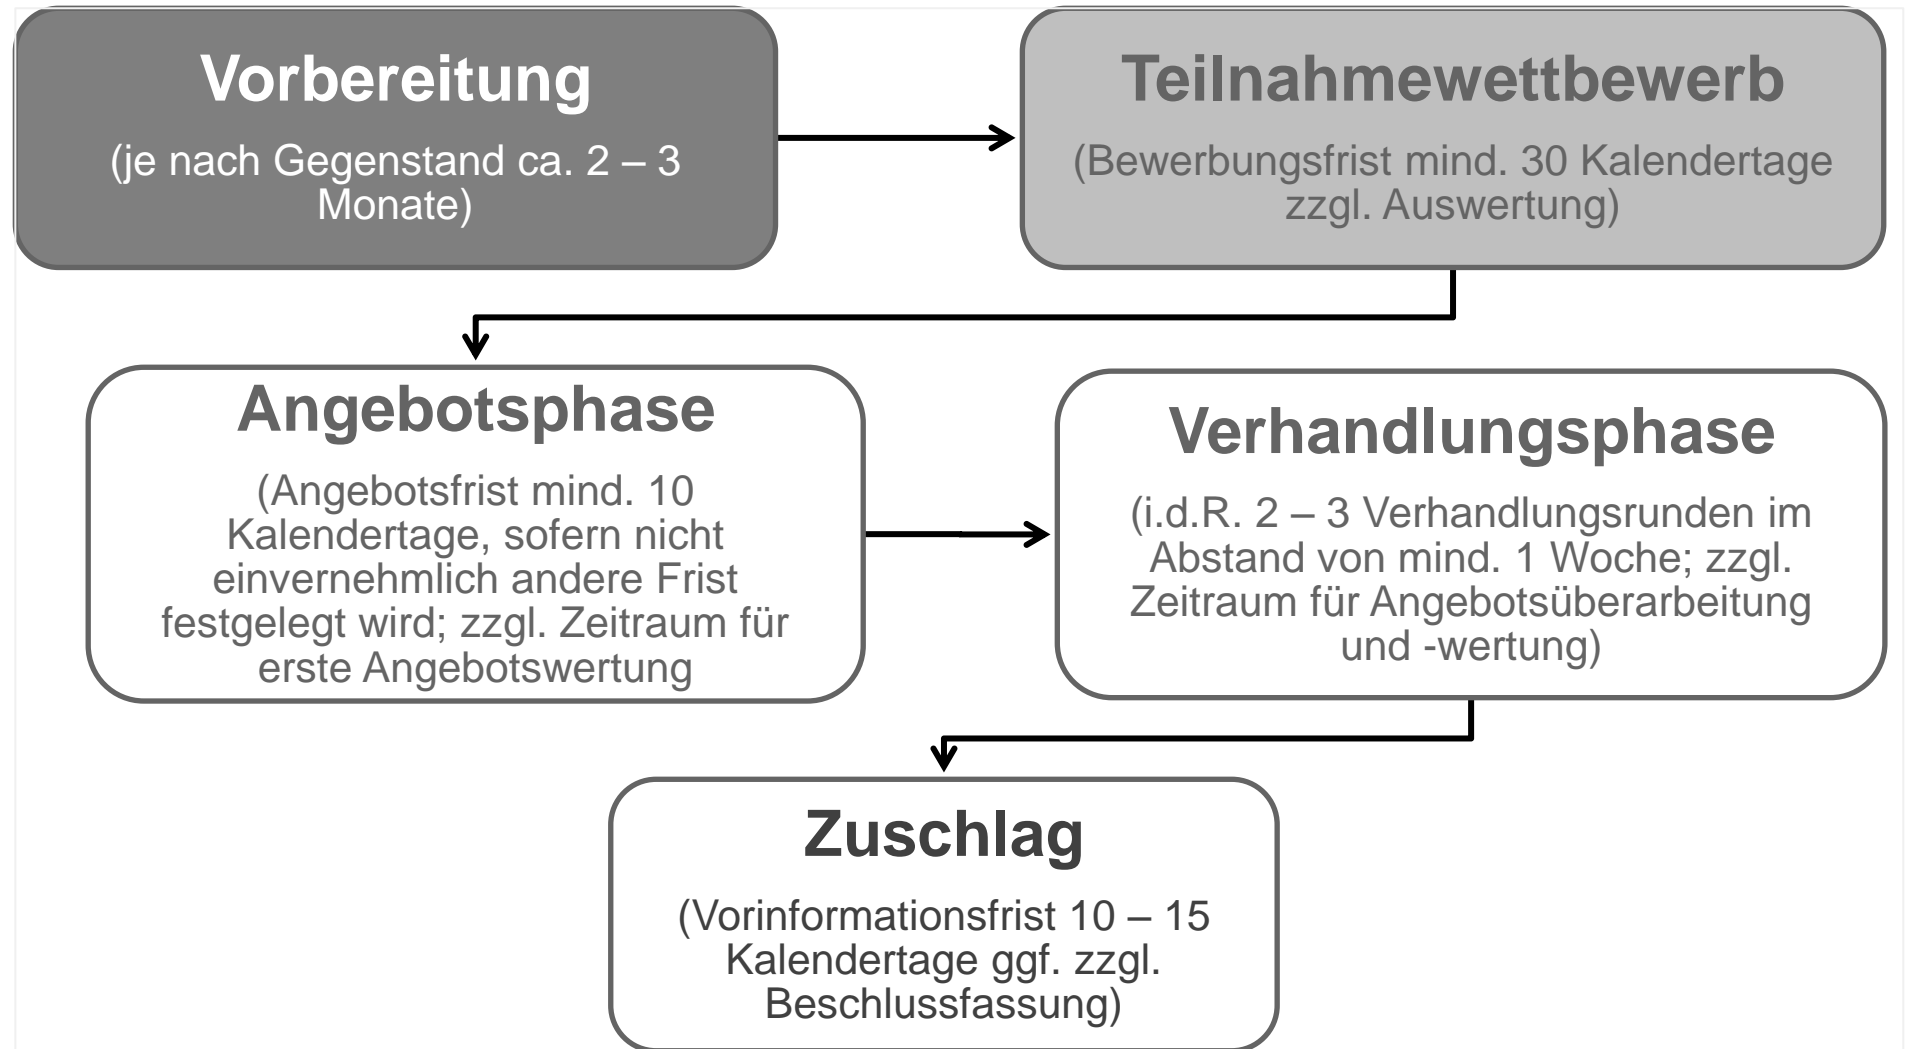 Vorbereitung
(je nach Gegenstand ca. 2 – 3
Monate)
Teilnahmewettbewerb
(Bewerbungsfrist mind. 30 Kalendertage
zzgl. Auswertung)
Angebotsphase
(Angebotsfrist mind. 10
Kalendertage, sofern nicht
einvernehmlich andere Frist
festgelegt wird; zzgl. Zeitraum für
erste Angebotswertung
Verhandlungsphase
(i.d.R. 2 – 3 Verhandlungsrunden im
Abstand von mind. 1 Woche; zzgl.
Zeitraum für Angebotsüberarbeitung
und -wertung)
Zuschlag
(Vorinformationsfrist 10 – 15
Kalendertage ggf. zzgl.
Beschlussfassung)